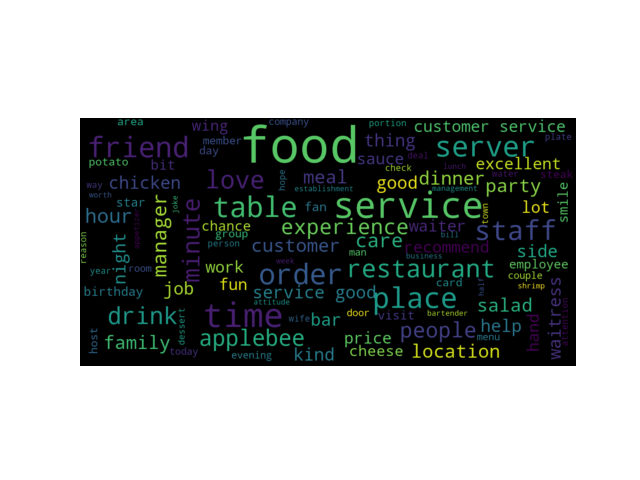 area
wing
company
portion
customer service
friend
member
day
food
thing
server
plate
potato
bit
sauce
deal
check
lunch
excellent
water
steak
way
worth
chicken
love
hope
establishment
meal
good
dinner
management
party
smile
star
joke
hour
appetizer
manager
minute
table
fan
service
town
lot
chance
group
experience
waiter
staff
reason
night
person
customer
man
care
business
bill
recommend
side
year
room
work
week
order
restaurant
employee
couple
birthday
job
fun
attitude
service good
place
card
half
shrimp
salad
host
drink
dessert
time
wife
bar
door
visit
bartender
people
help
menu
hand
waitress
attention
family
today
applebee
evening
kind
price
cheese
location